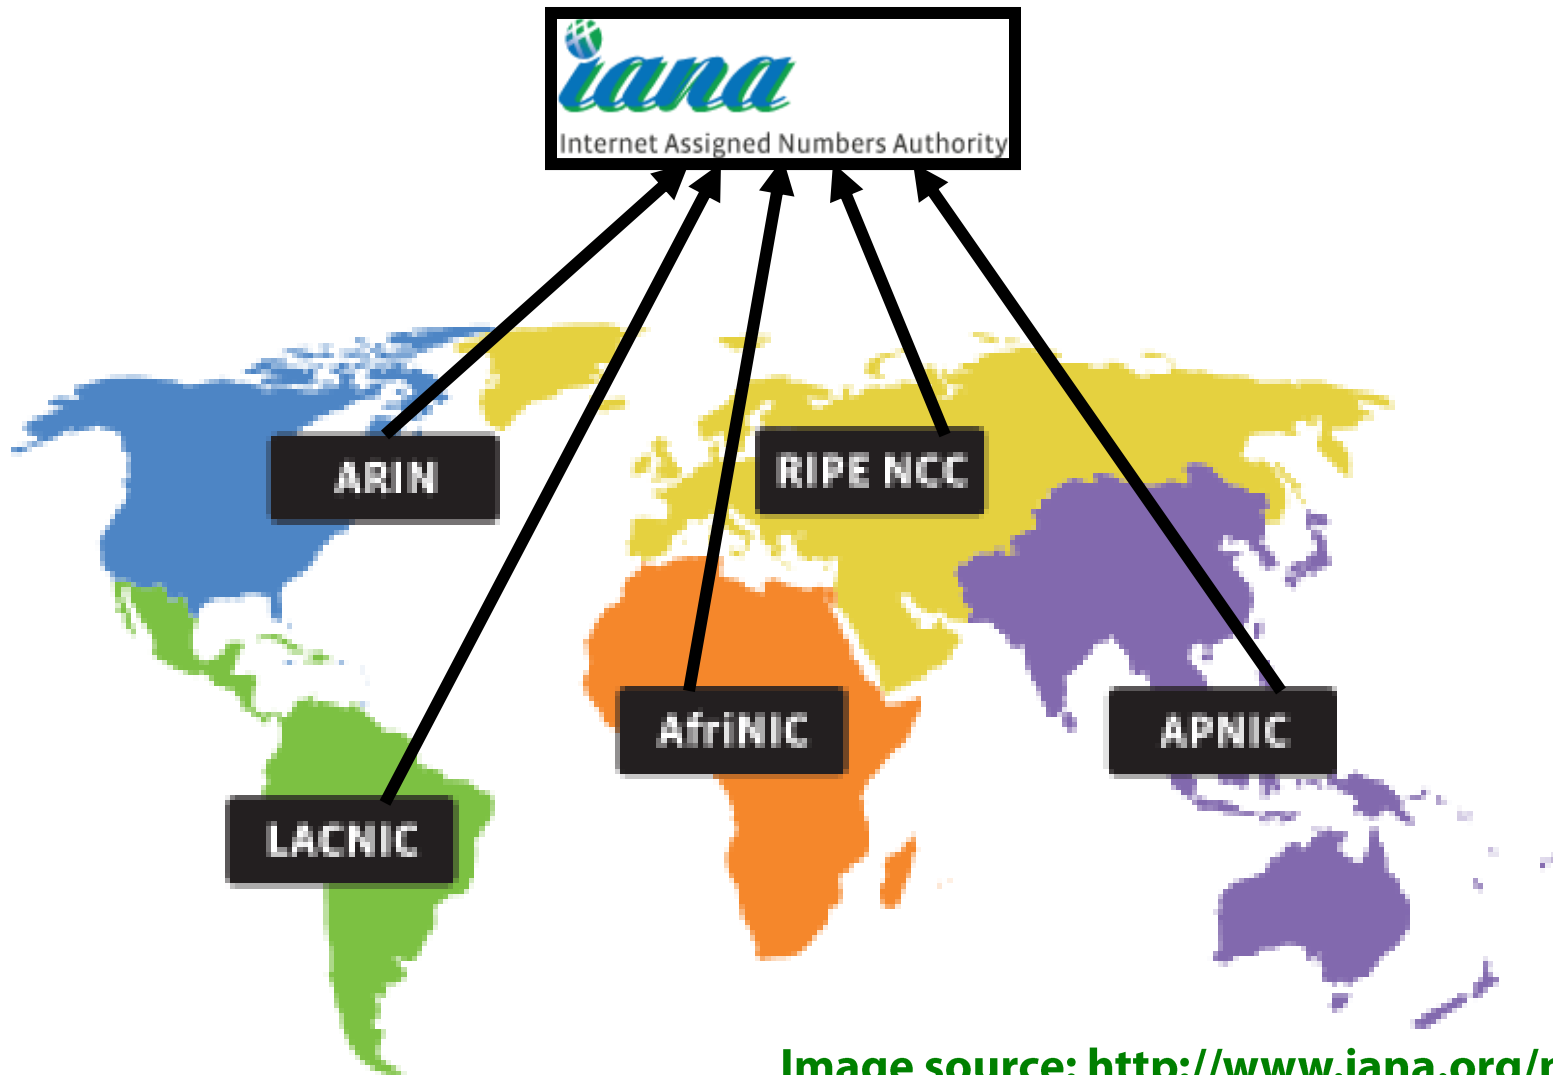 iana
Internet Assigned Numbers Authority
ARIN
RIPE NCC
AfriNIC
APNIC
LACNIC
Image source: http://www.iana.org/